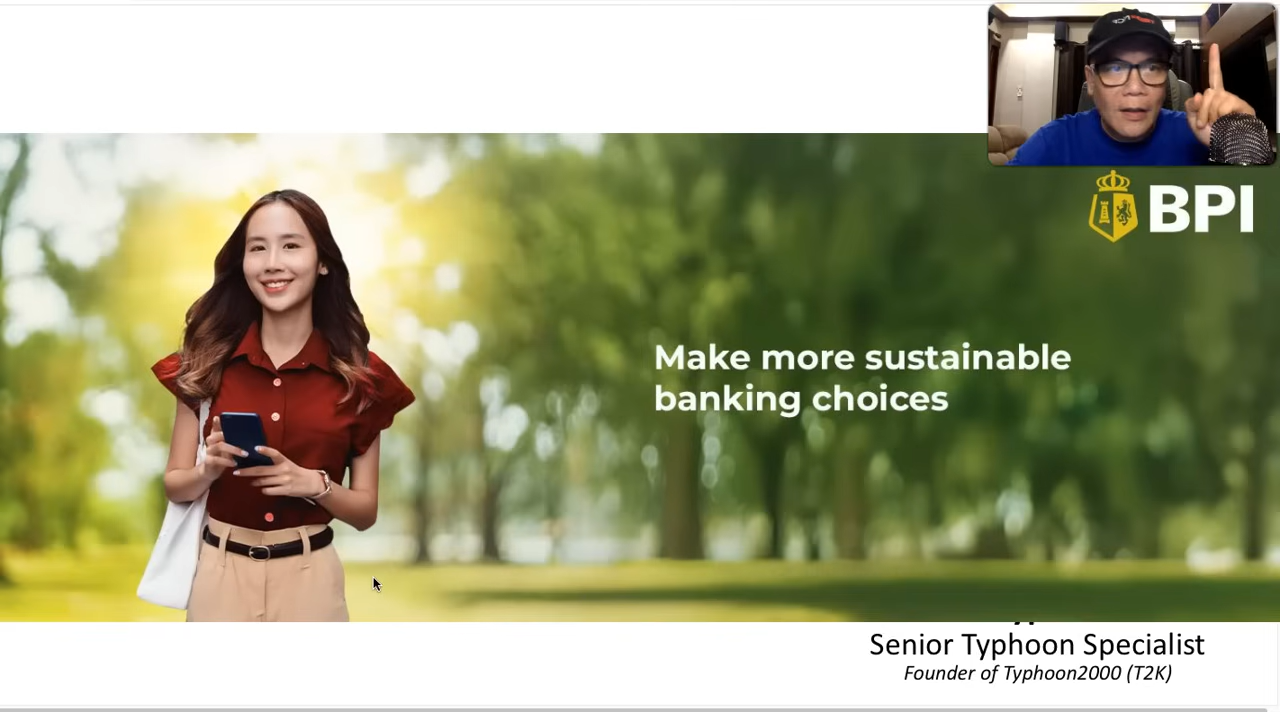 BPI
Make more sustainable
banking choices
Senior Typhoon Specialist
Founder of Typhoon2000 (T2K)